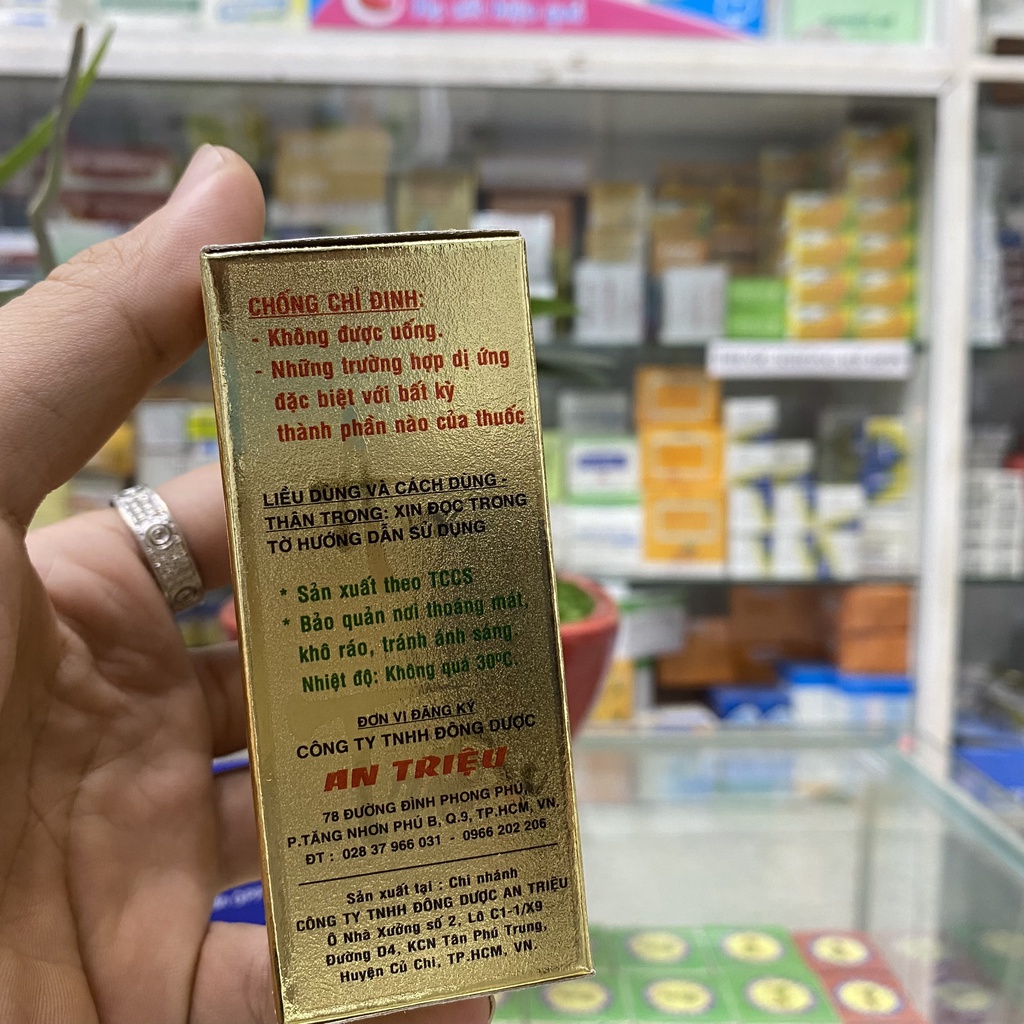 CHỐNG CHỈ ĐỊNH:
- Không được uống.
- Những trường hợp dị ứng
đặc biệt với bất kỳ
thành phần nào của thuốc
LIỀU DÙNG VÀ CÁCH DÙNG -
THẬN TRỌNG: XIN ĐỌC TRONG
TỜ HƯỚNG DẪN SỬ DỤNG
* Sản xuất theo TCCS
* Bảo quản nơi thoáng mát,
khô ráo, tránh ánh sáng.
Nhiệt độ: Không quá 30ºC.
ĐƠN VỊ ĐĂNG KÝ
CÔNG TY TNHH ĐÔNG DƯỢC
AN TRIỆU
78 ĐƯỜNG ĐÌNH PHONG PHÚ,
P.TĂNG NHƠN PHÚ B, Q.9, TP.HCM, VN.
ĐT : 028 37 966 031 - 0966 202 206
Sản xuất tại : Chi nhánh
CÔNG TY TNHH ĐÔNG DƯỢC AN TRIỆU
Ô Nhà Xưởng số 2, Lô C1-1/X9
Đường D4, KCN Tân Phú Trung,
Huyện Củ Chi, TP.HCM, VN.